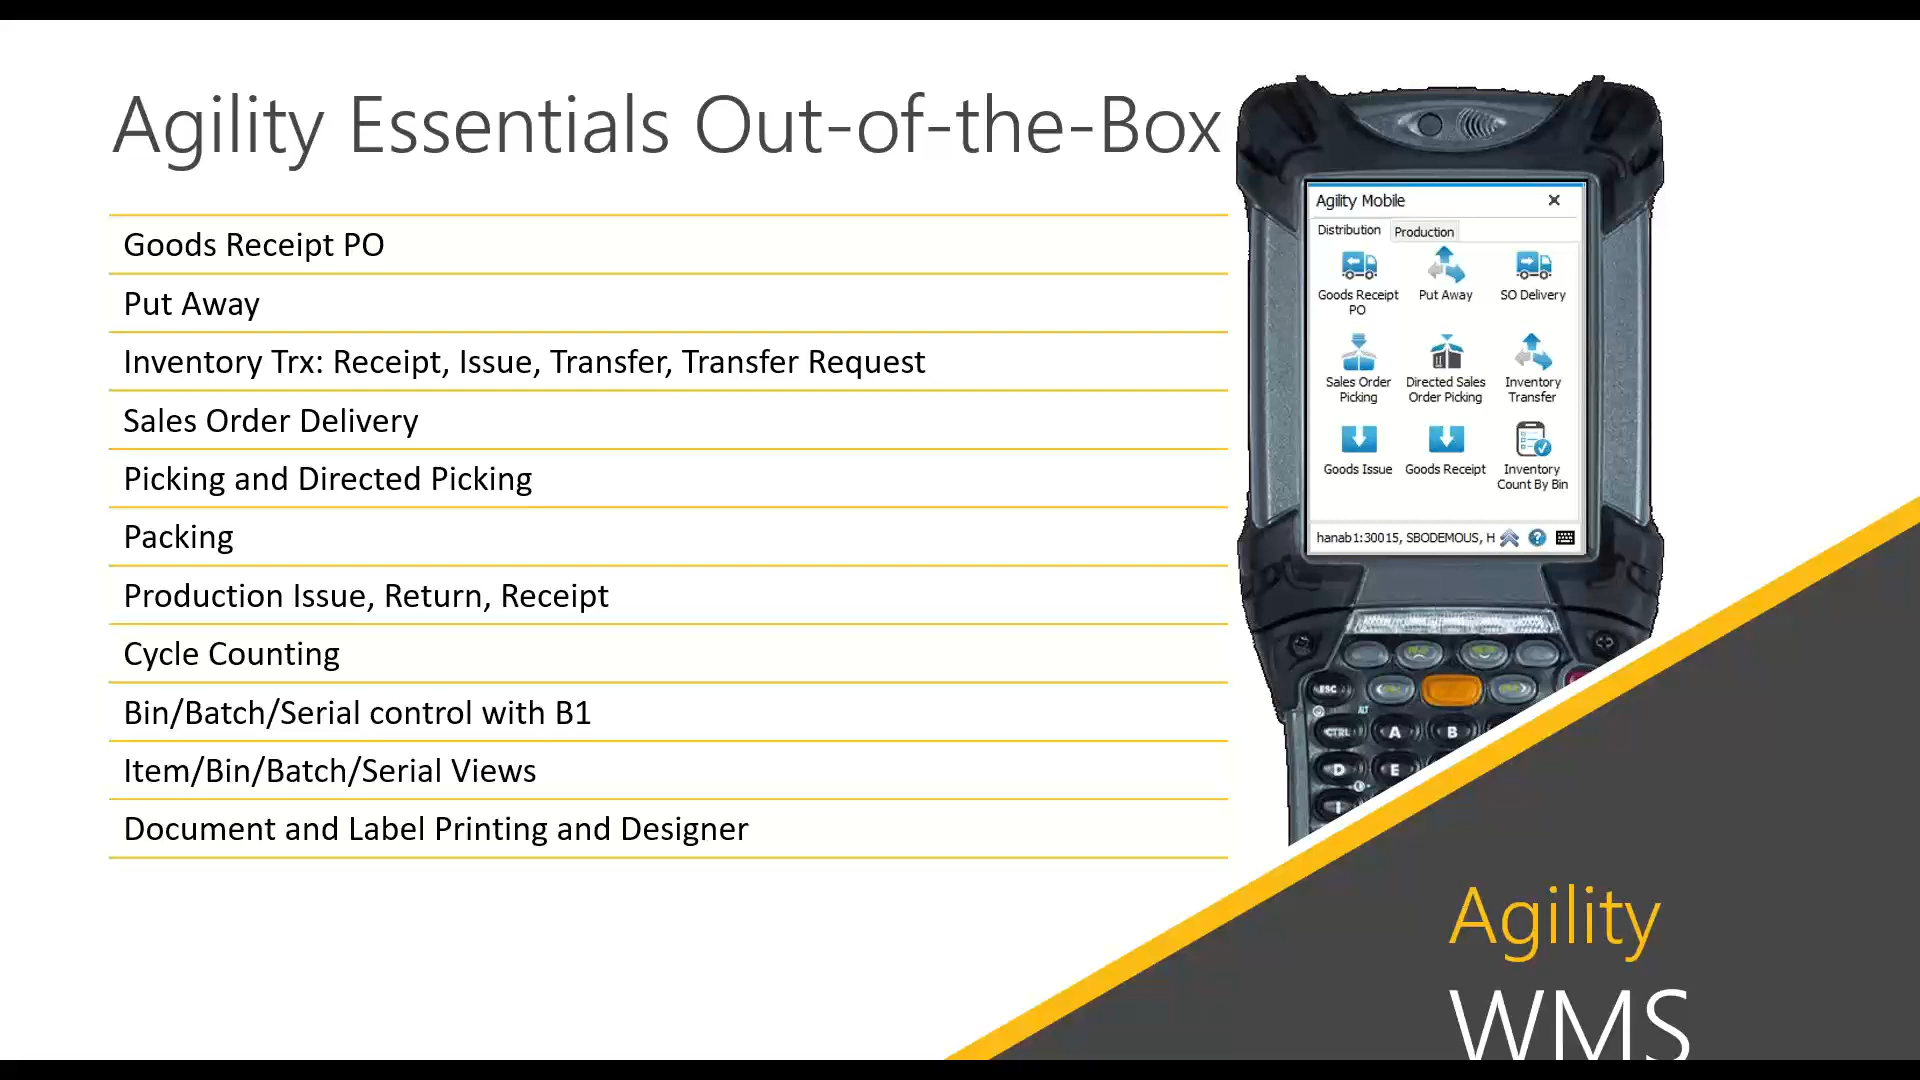 Agility Essentials Out-of-the-Box
Goods Receipt PO
Put Away
Inventory Trx: Receipt, Issue, Transfer, Transfer Request
Sales Order Delivery
Picking and Directed Picking
Packing
Production Issue, Return, Receipt
Cycle Counting
Bin/Batch/Serial control with B1
Item/Bin/Batch/Serial Views
Document and Label Printing and Designer
Agility Mobile
Distribution Production
Goods Receipt PO
Put Away
SO Delivery
Sales Order Picking
Directed Sales Order Picking
Inventory Transfer
Goods Issue
Goods Receipt
Inventory Count By Bin
hanab1:30015, SBODEMOUS, H
ESC
ALT
CTRL A B
D E
I
Agility
WMS